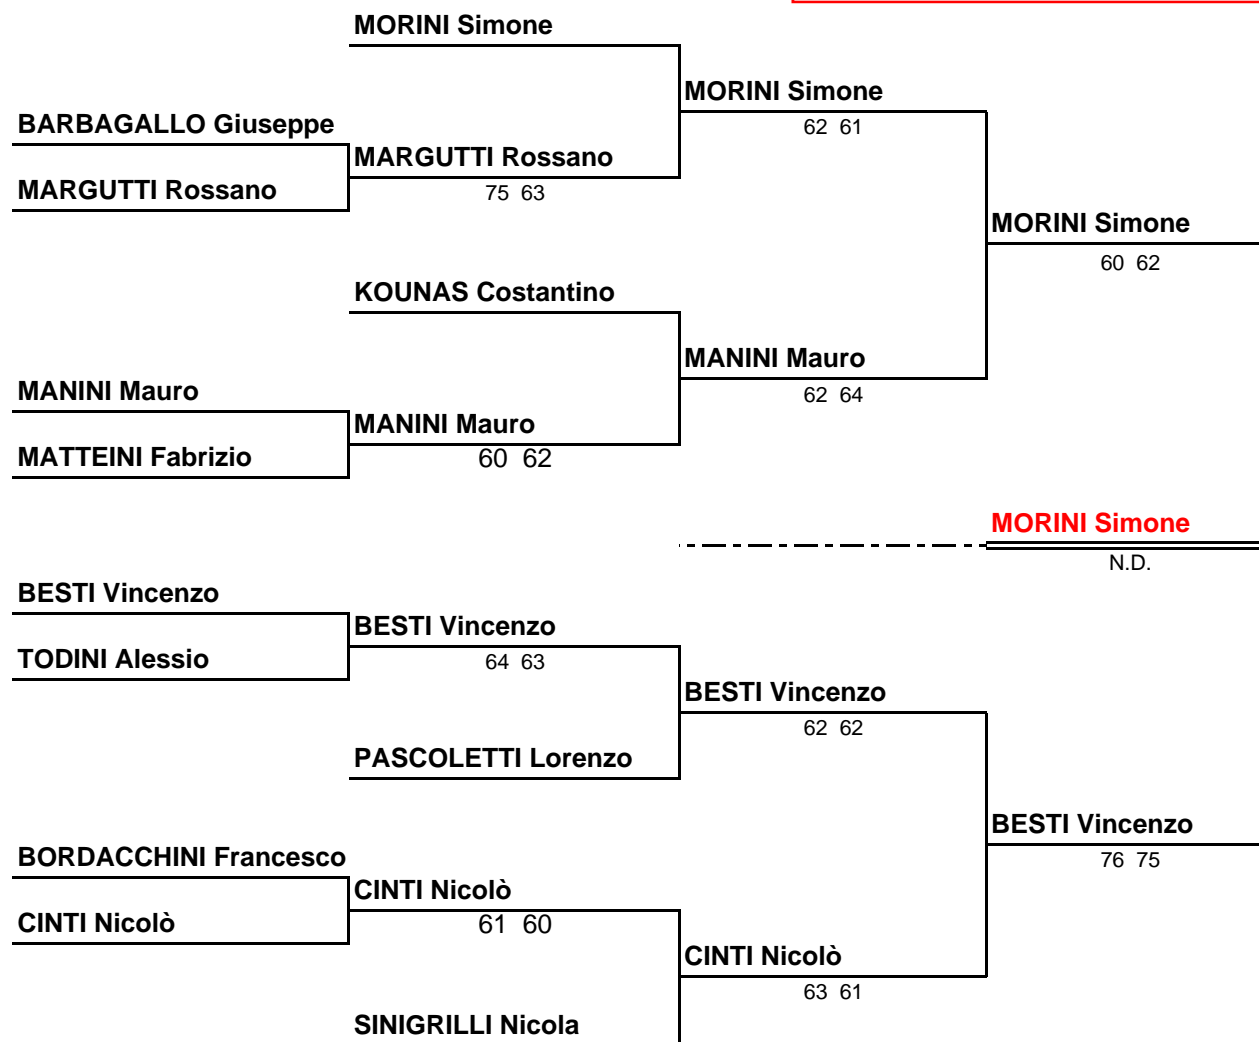 MORINI Simone
MORINI Simone
62 61
BARBAGALLO Giuseppe
MARGUTTI Rossano
75 63
MARGUTTI Rossano
MORINI Simone
60 62
KOUNAS Costantino
MANINI Mauro
62 64
MANINI Mauro
MANINI Mauro
60 62
MATTEINI Fabrizio
MORINI Simone
N.D.
BESTI Vincenzo
BESTI Vincenzo
64 63
TODINI Alessio
BESTI Vincenzo
62 62
PASCOLETTI Lorenzo
BESTI Vincenzo
76 75
BORDACCHINI Francesco
CINTI Nicolò
61 60
CINTI Nicolò
CINTI Nicolò
63 61
SINIGRILLI Nicola